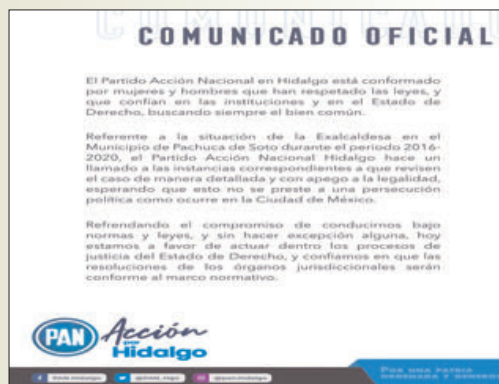 COMUNICADO
COMUNICADO OFICIAL
El Partido Acción Nacional en Hidalgo está conformado
por mujeres y hombres que han respetado las leyes, y
que confían en las instituciones y en el Estado de
Derecho, buscando siempre el bien común.
Referente a la situación de la Exalcaldesa en el
Municipio de Pachuca de Soto durante el periodo 2016-
2020, el Partido Acción Nacional Hidalgo hace un
llamado a las instancias correspondientes a que revisen
el caso de manera detallada y con apego a la legalidad,
esperando que esto no se preste a una persecución
política como ocurre en la Ciudad de México.
Refrendando el compromiso de conducirnos bajo
normas y leyes, y sin hacer excepción alguna, hoy
estamos a favor de actuar dentro los procesos de
justicia del Estado de Derecho, y confiamos en que las
resoluciones de los órganos jurisdiccionales serán
conforme al marco normativo.
PAN
Acción
por
Hidalgo
POR UNA PATRIA